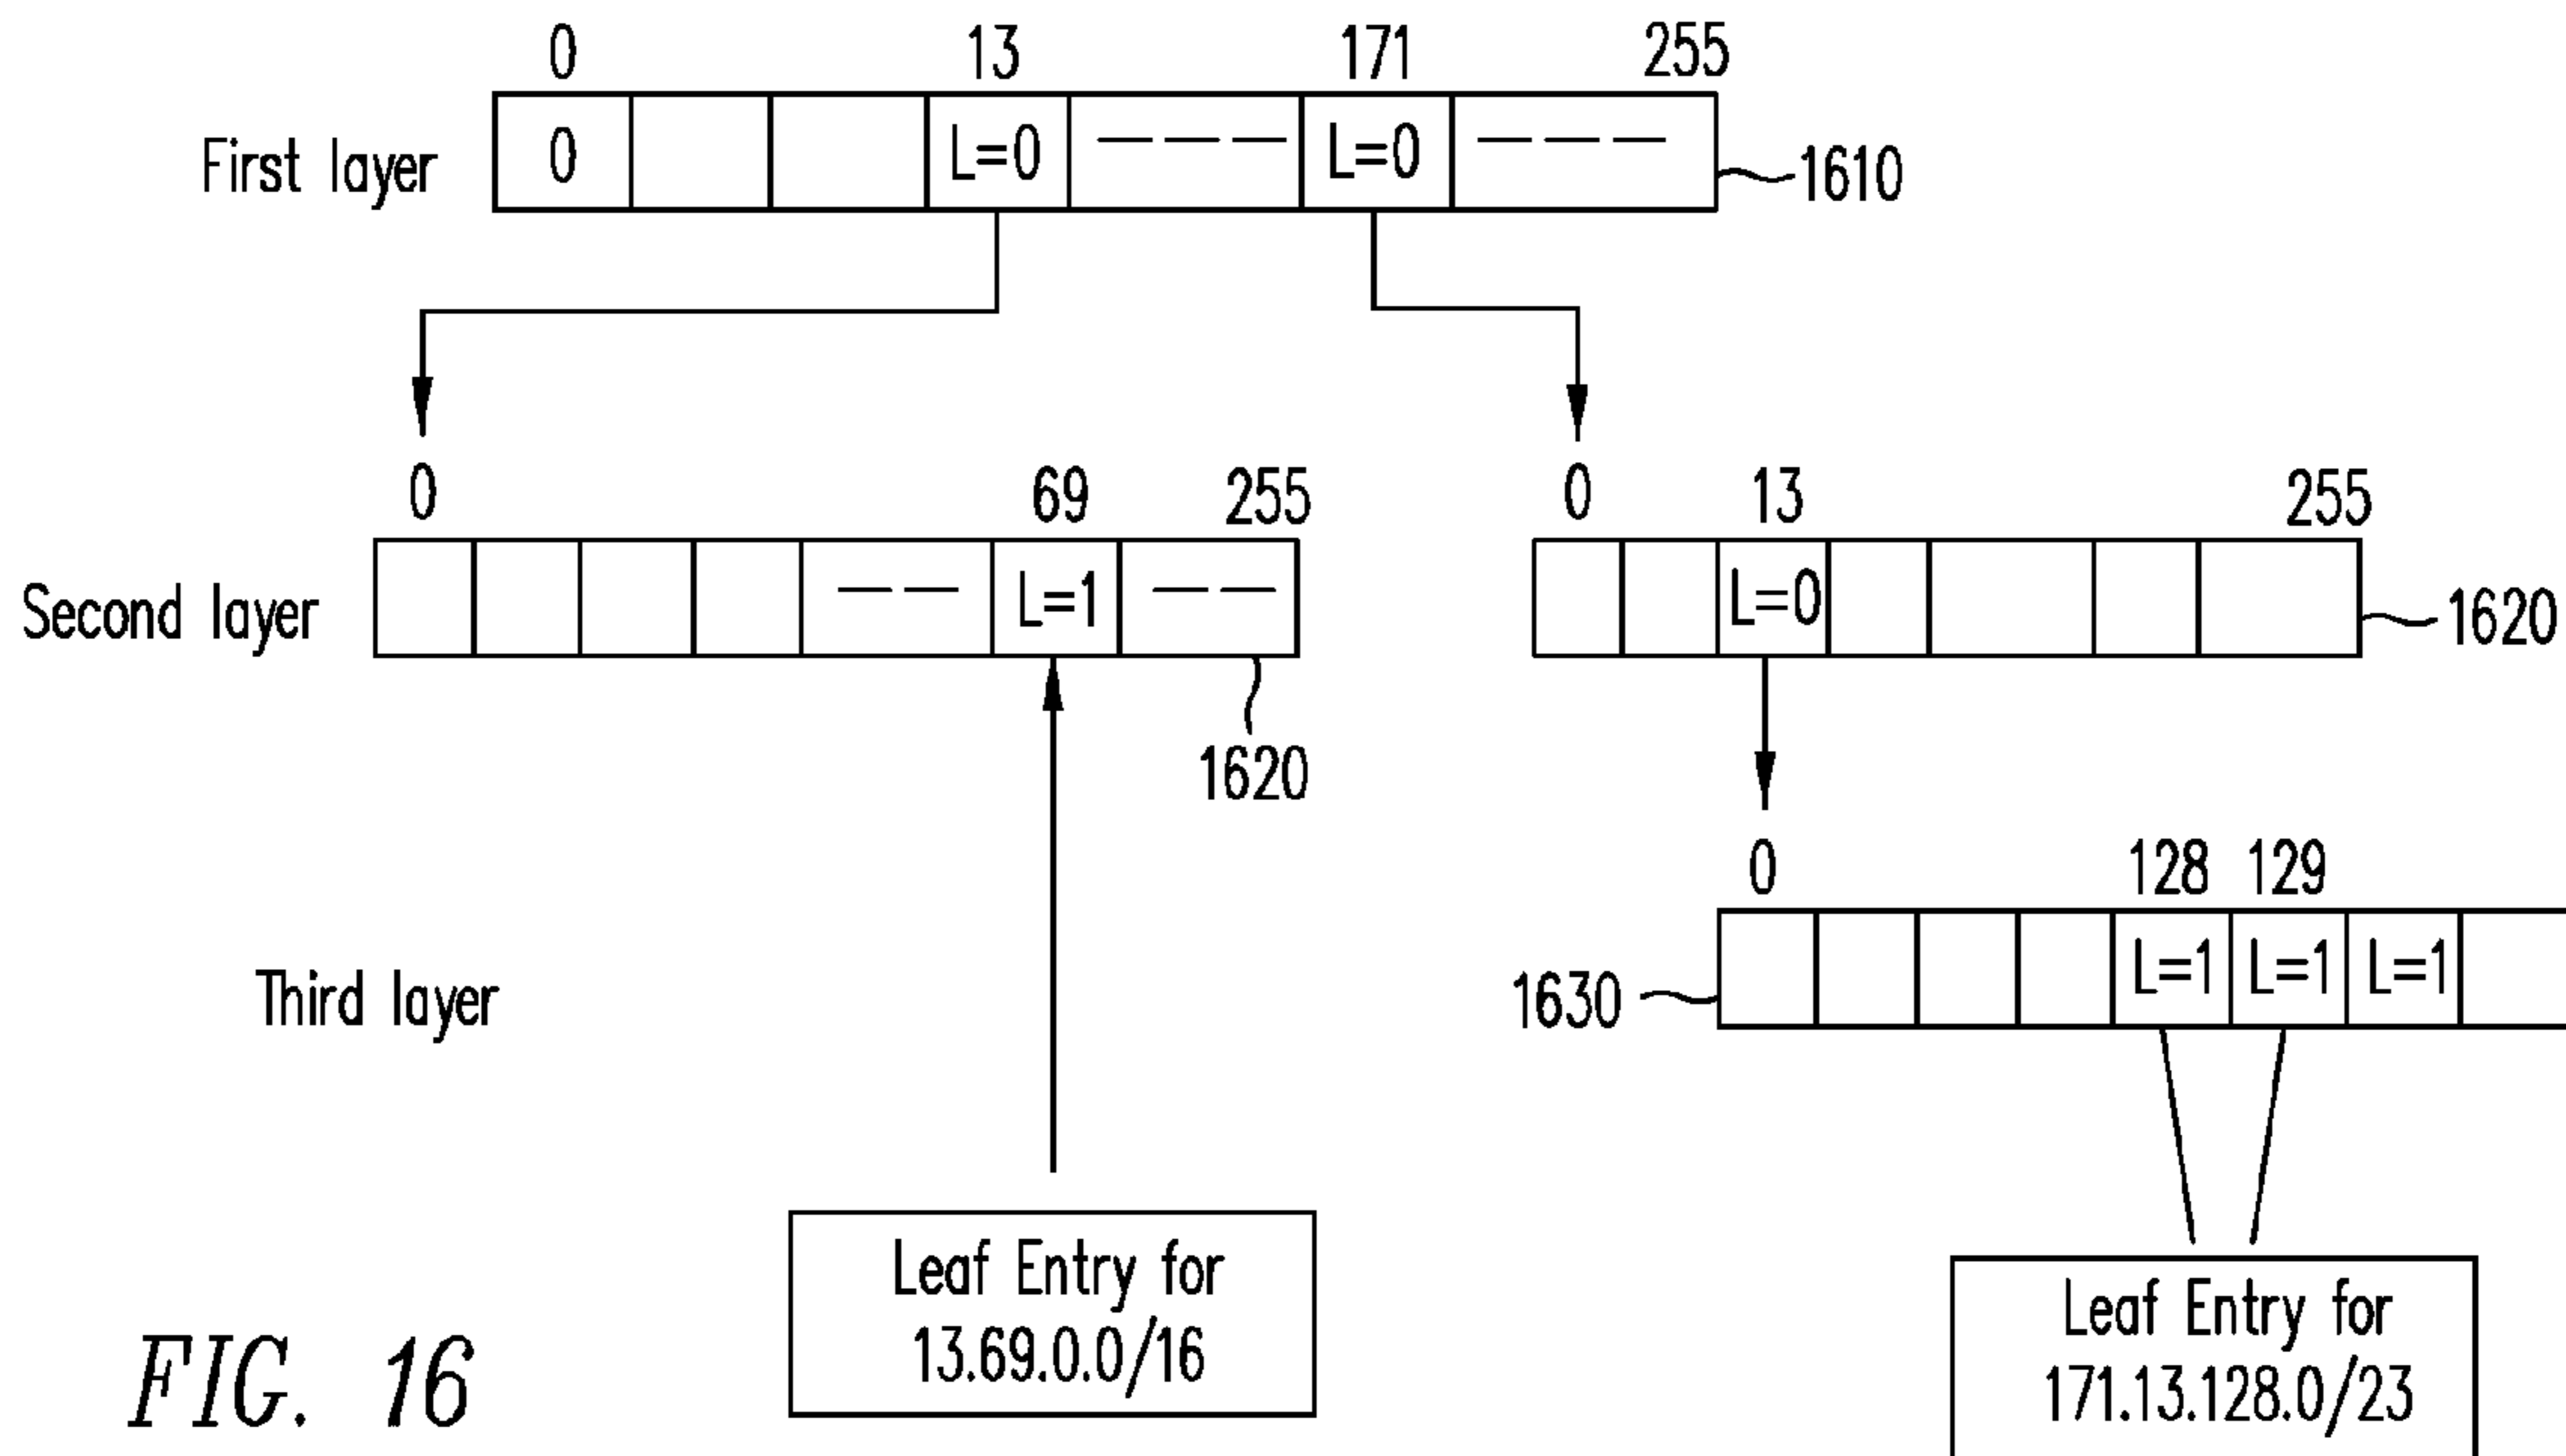 0 13 171 255
First layer 0 L=0 L=0 1610
0 69 255 0 13 255
Second layer L=1 L=0 1620
1620
0 128 129
Third layer 1630 L=1 L=1 L=1
Leaf Entry for
13.69.0.0/16
Leaf Entry for
171.13.128.0/23
FIG. 16